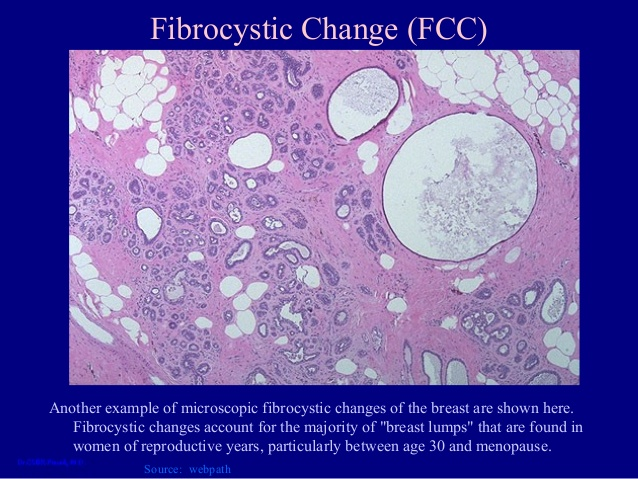 Fibrocystic Change (FCC)
Another example of microscopic fibrocystic changes of the breast are shown here.
Fibrocystic changes account for the majority of "breast lumps" that are found in
women of reproductive years, particularly between age 30 and menopause.
Source: webpath